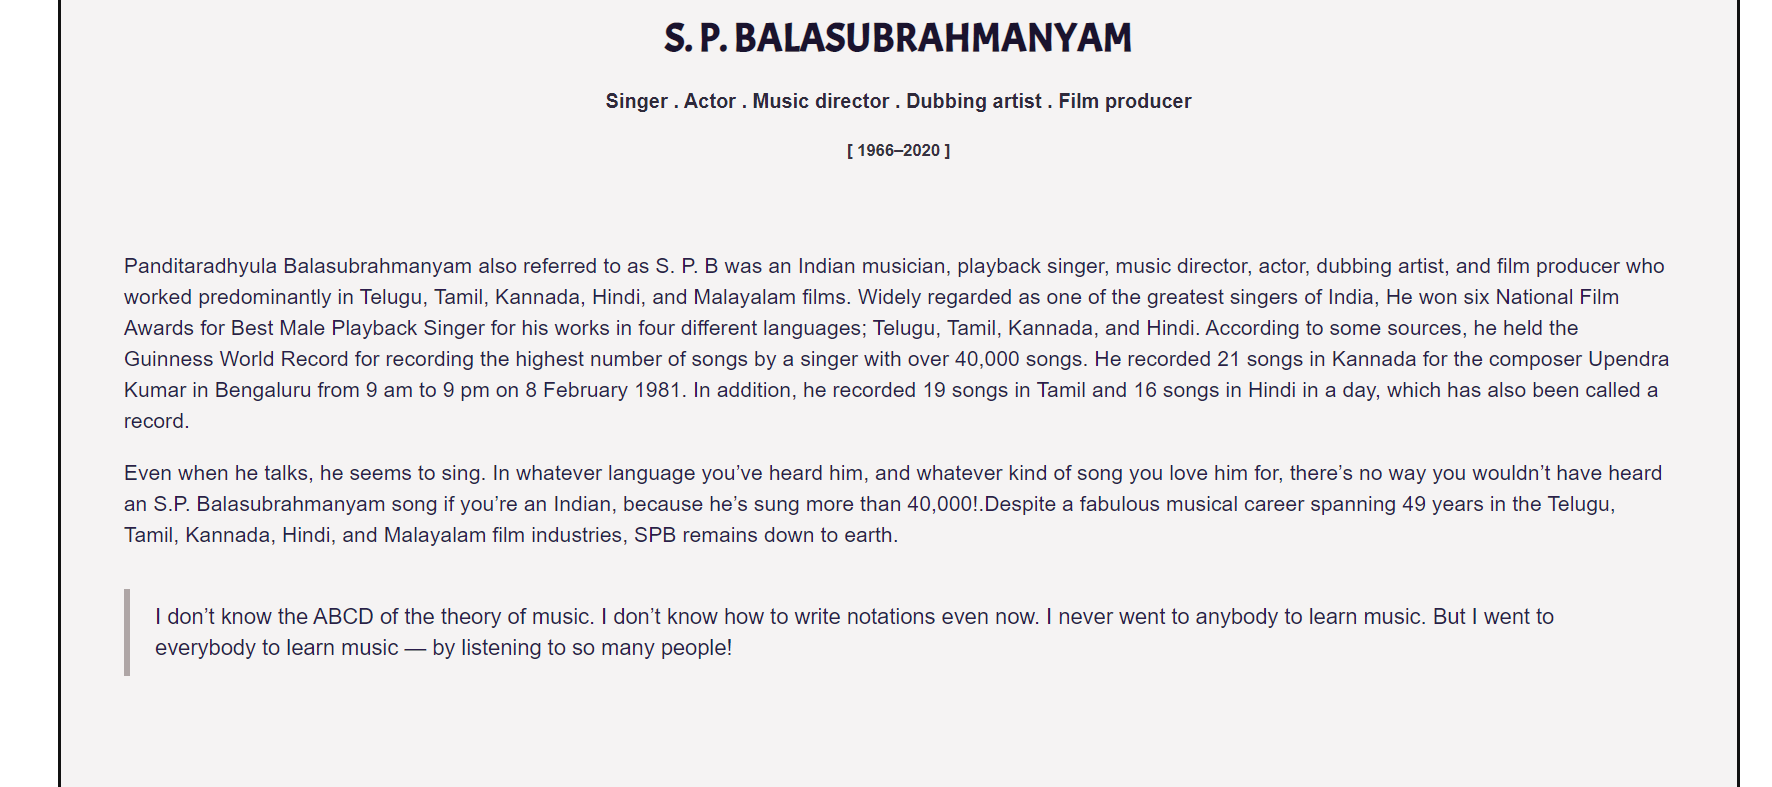 S. P. BALASUBRAHMANYAM
Singer . Actor . Music director . Dubbing artist . Film producer
[ 1966–2020 ]
Panditaradhyula Balasubrahmanyam also referred to as S. P. B was an Indian musician, playback singer, music director, actor, dubbing artist, and film producer who
worked predominantly in Telugu, Tamil, Kannada, Hindi, and Malayalam films. Widely regarded as one of the greatest singers of India, He won six National Film
Awards for Best Male Playback Singer for his works in four different languages; Telugu, Tamil, Kannada, and Hindi. According to some sources, he held the
Guinness World Record for recording the highest number of songs by a singer with over 40,000 songs. He recorded 21 songs in Kannada for the composer Upendra
Kumar in Bengaluru from 9 am to 9 pm on 8 February 1981. In addition, he recorded 19 songs in Tamil and 16 songs in Hindi in a day, which has also been called a
record.
Even when he talks, he seems to sing. In whatever language you’ve heard him, and whatever kind of song you love him for, there’s no way you wouldn’t have heard
an S.P. Balasubrahmanyam song if you’re an Indian, because he’s sung more than 40,000!.Despite a fabulous musical career spanning 49 years in the Telugu,
Tamil, Kannada, Hindi, and Malayalam film industries, SPB remains down to earth.
I don’t know the ABCD of the theory of music. I don’t know how to write notations even now. I never went to anybody to learn music. But I went to
everybody to learn music — by listening to so many people!